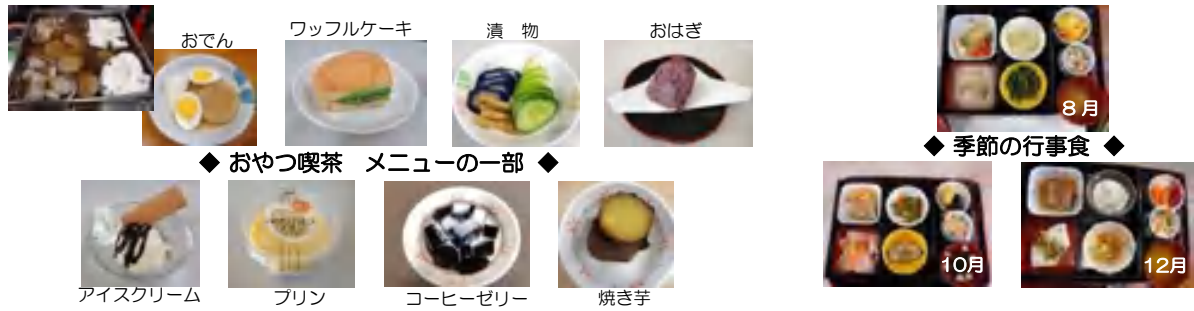 おでん
ワッフルケーキ
漬 物
おはぎ
◆ おやつ喫茶 メニューの一部 ◆
アイスクリーム
プリン
コーヒーゼリー
焼き芋
8月
◆ 季節の行事食 ◆
10月
12月